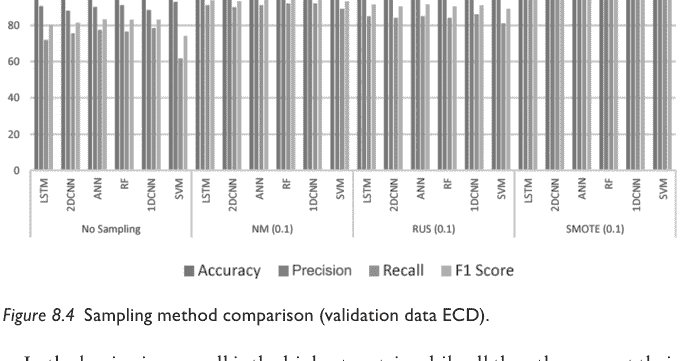 80
60
40
20
0
LSTM 2DCNN ANN RF 1DCNN SVM LSTM 2DCNN ANN RF 1DCNN SVM LSTM 2DCNN ANN RF 1DCNN SVM LSTM 2DCNN ANN RF 1DCNN SVM
No Sampling NM (0.1) RUS (0.1) SMOTE (0.1)
Accuracy Precision Recall F1 Score
Figure 8.4 Sampling method comparison (validation data ECD).